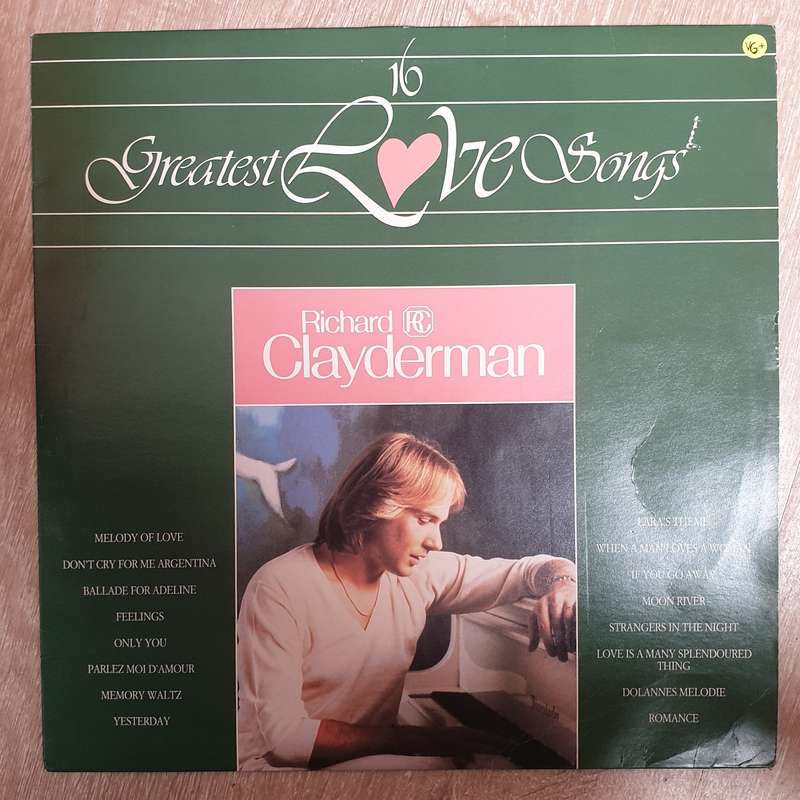 VG+
16
Greatest Love Songs
Richard RC
Clayderman
MELODY OF LOVE
DON'T CRY FOR ME ARGENTINA
BALLADE FOR ADELINE
FEELINGS
ONLY YOU
PARLEZ MOI D'AMOUR
MEMORY WALTZ
YESTERDAY
LARA'S THEME
WHEN A MAN LOVES A WOMAN
IF YOU GO AWAY
MOON RIVER
STRANGERS IN THE NIGHT
LOVE IS A MANY SPLENDOURED
THING
DOLANNES MELODIE
ROMANCE